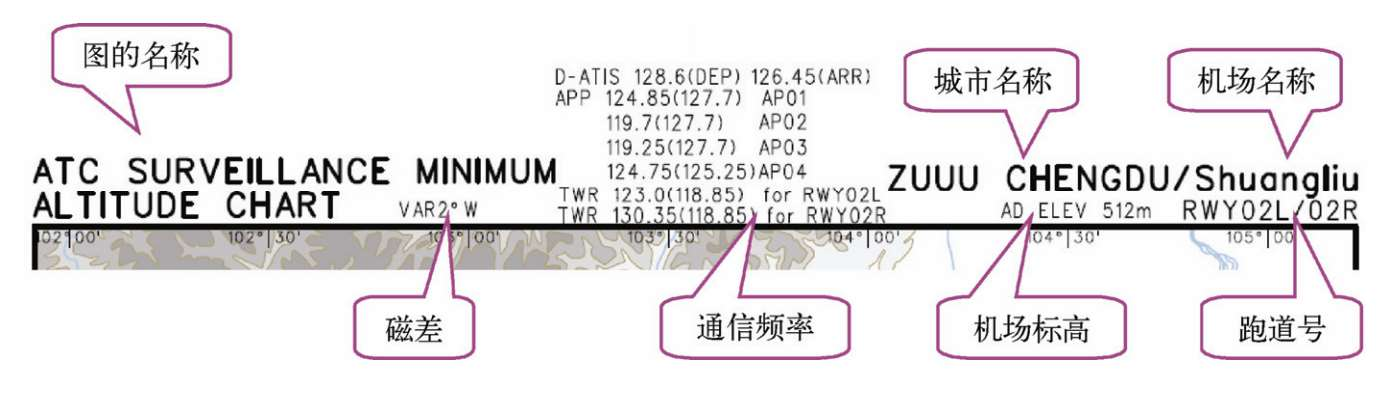 图的名称
城市名称
机场名称
D-ATIS 128.6(DEP) 126.45(ARR)
APP 124.85(127.7) AP01
119.7(127.7) AP02
119.25(127.7) AP03
124.75(125.25)AP04
TWR 123.0(118.85) for RWY02L
TWR 130.35(118.85) for RWY02R
ATC SURVEILLANCE MINIMUM
ALTITUDE CHART
VAR2°W
ZUUU CHENGDU/Shuangliu
AD ELEV 512m RWY02L/02R
102°00' 102°30' 103°00' 103°30' 104°00' 104°30' 105°00'
磁差
通信频率
机场标高
跑道号